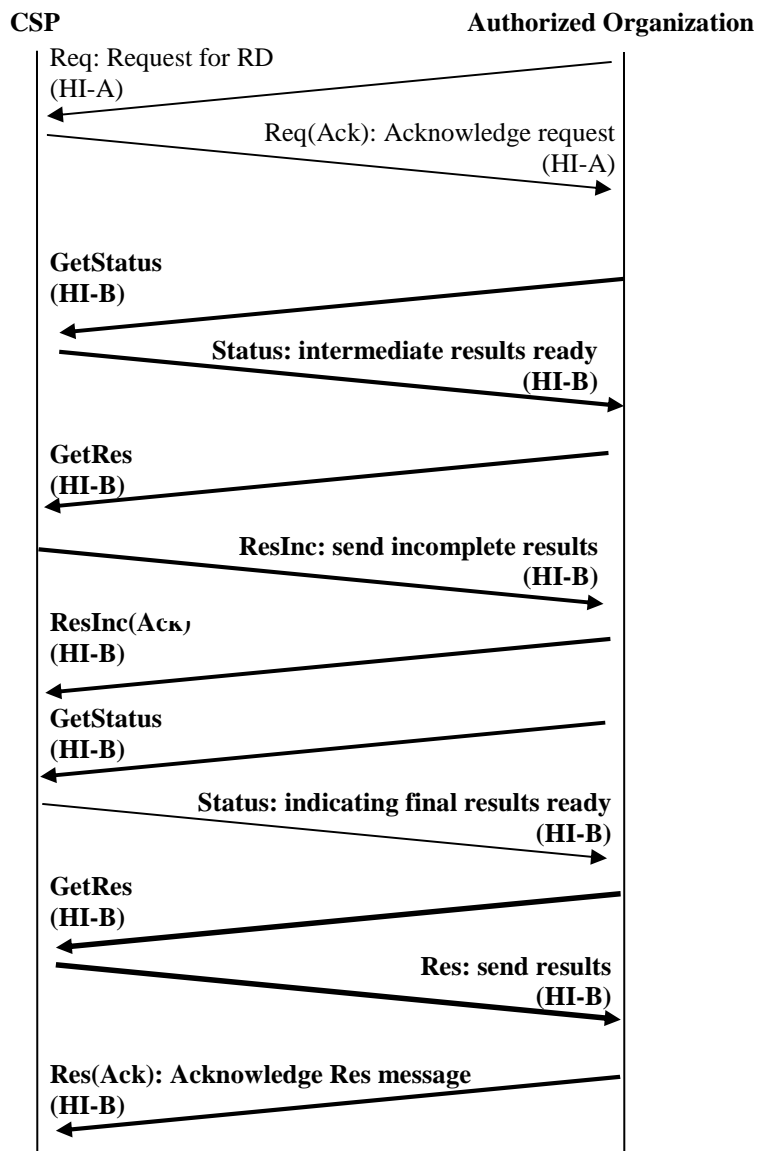 CSP Authorized Organization
Req: Request for RD
(HI-A)
Req(Ack): Acknowledge request
(HI-A)
GetStatus
(HI-B)
Status: intermediate results ready
(HI-B)
GetRes
(HI-B)
ResInc: send incomplete results
(HI-B)
ResInc(Ack)
(HI-B)
GetStatus
(HI-B)
Status: indicating final results ready
(HI-B)
GetRes
(HI-B)
Res: send results
(HI-B)
Res(Ack): Acknowledge Res message
(HI-B)